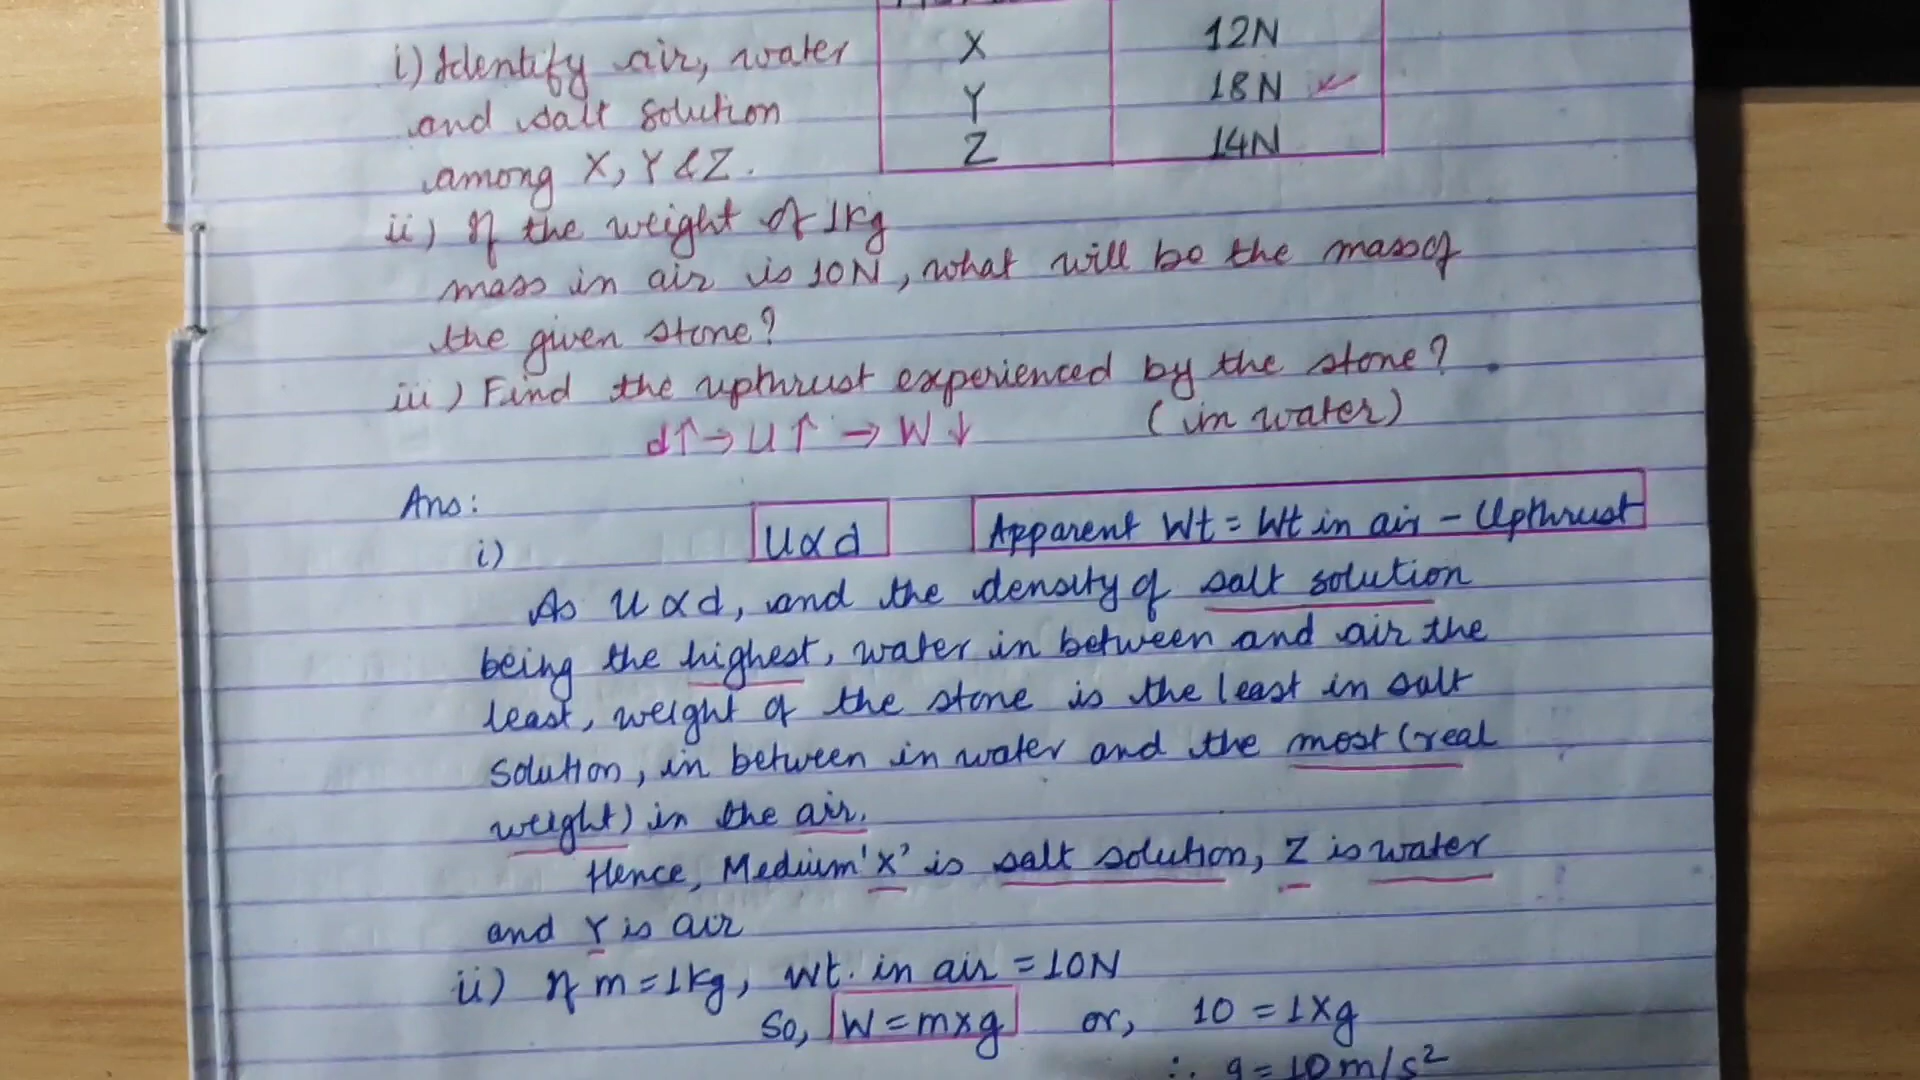 i) Identify air, water
and salt solution
among X, Y & Z.
X 12N
Y 18N
Z 14N
ii) If the weight of 1kg
mass in air is 10N, what will be the mass of
the given stone?
iii) Find the upthrust experienced by the stone?
(in water)
d↑→U↑→W↓
Ans:
i) U∝d Apparent Wt = Wt in air - Upthrust
As U∝d, and the density of salt solution
being the highest, water in between and air the
least, weight of the stone is the least in salt
solution, in between in water and the most (real
weight) in the air.
Hence, Medium 'X' is salt solution, Z is water
and Y is air
ii) If m = 1kg, wt. in air = 10N
So, W = m×g or, 10 = 1×g
∴ g = 10m/s²